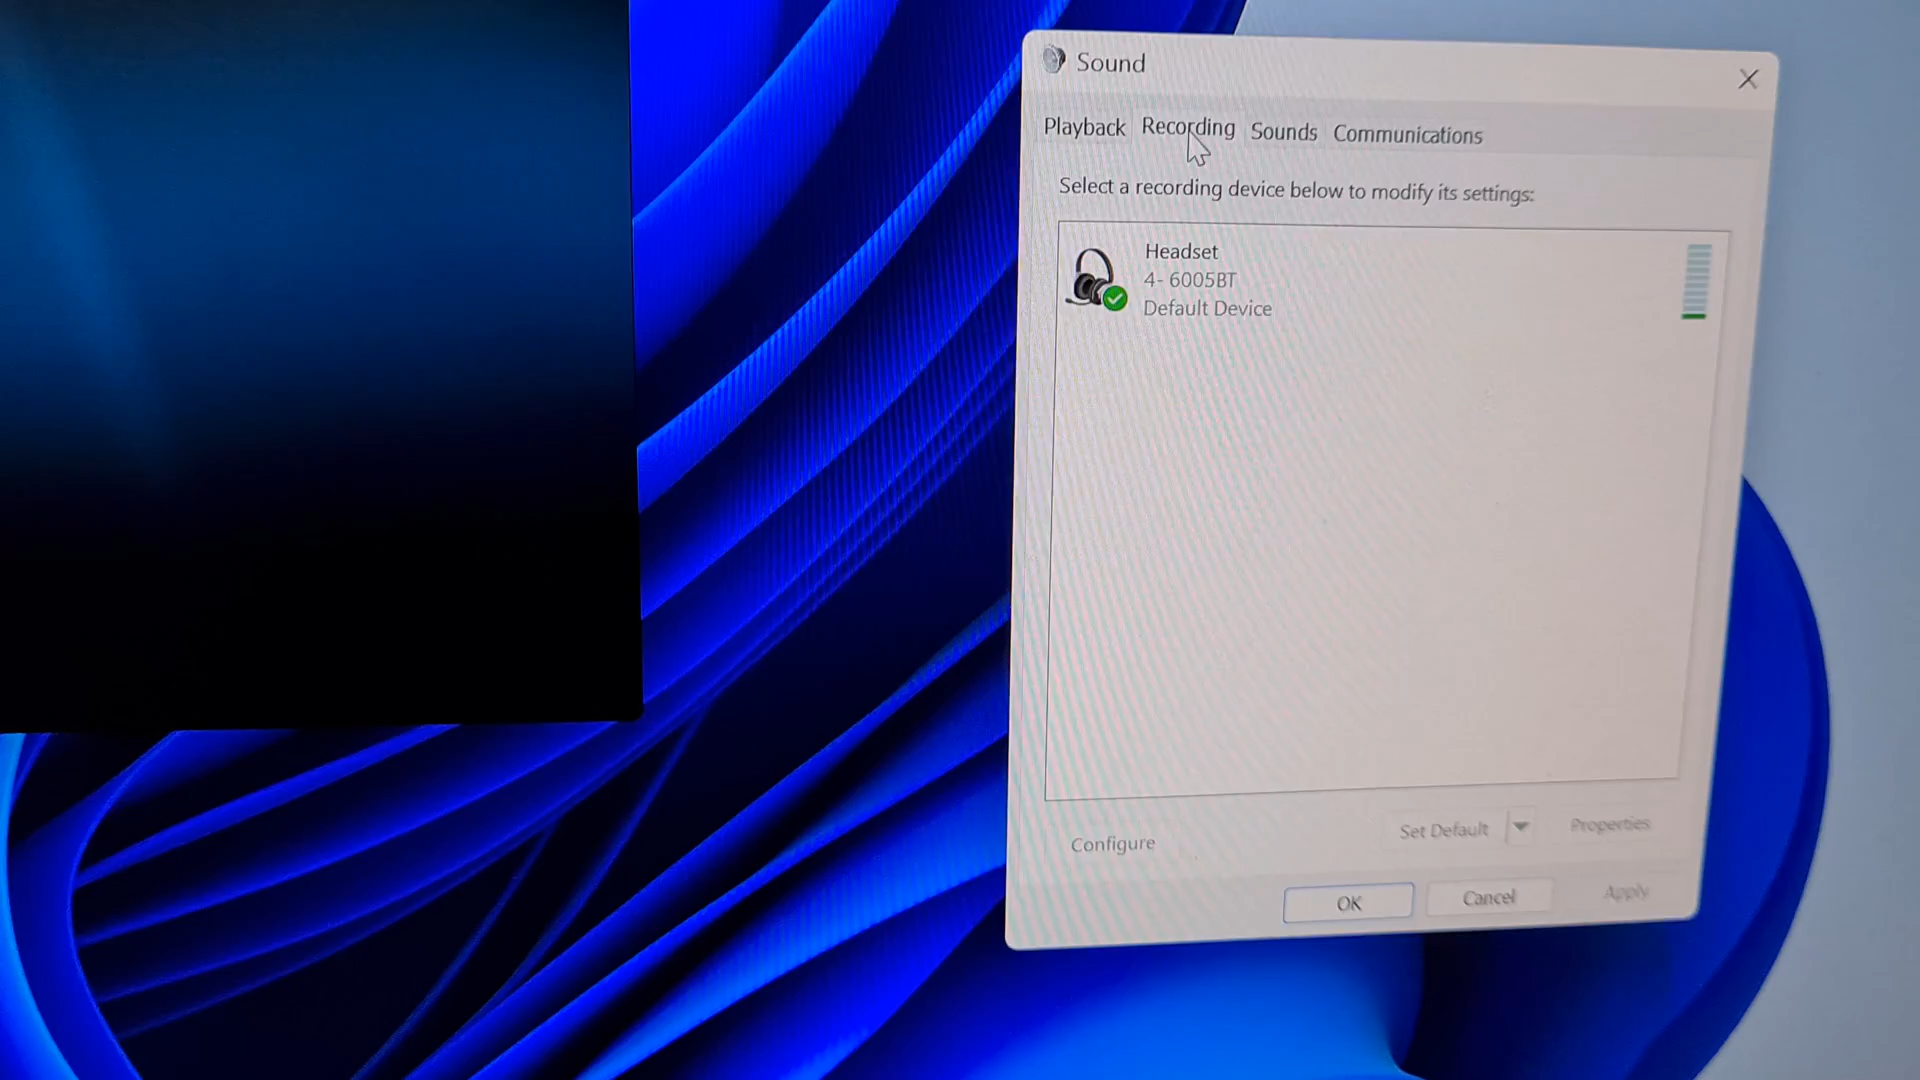 Sound
Playback Recording Sounds Communications
Select a recording device below to modify its settings:
Headset
4- 6005BT
Default Device
Configure
Set Default
Properties
OK
Cancel
Apply